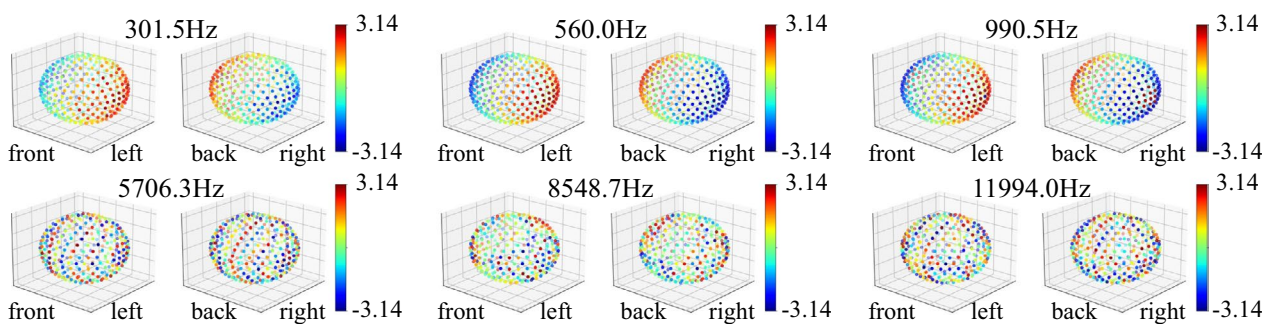 301.5Hz 3.14 560.0Hz 3.14 990.5Hz 3.14
front left back right -3.14 front left back right -3.14 front left back right -3.14
5706.3Hz 3.14 8548.7Hz 3.14 11994.0Hz 3.14
front left back right -3.14 front left back right -3.14 front left back right -3.14